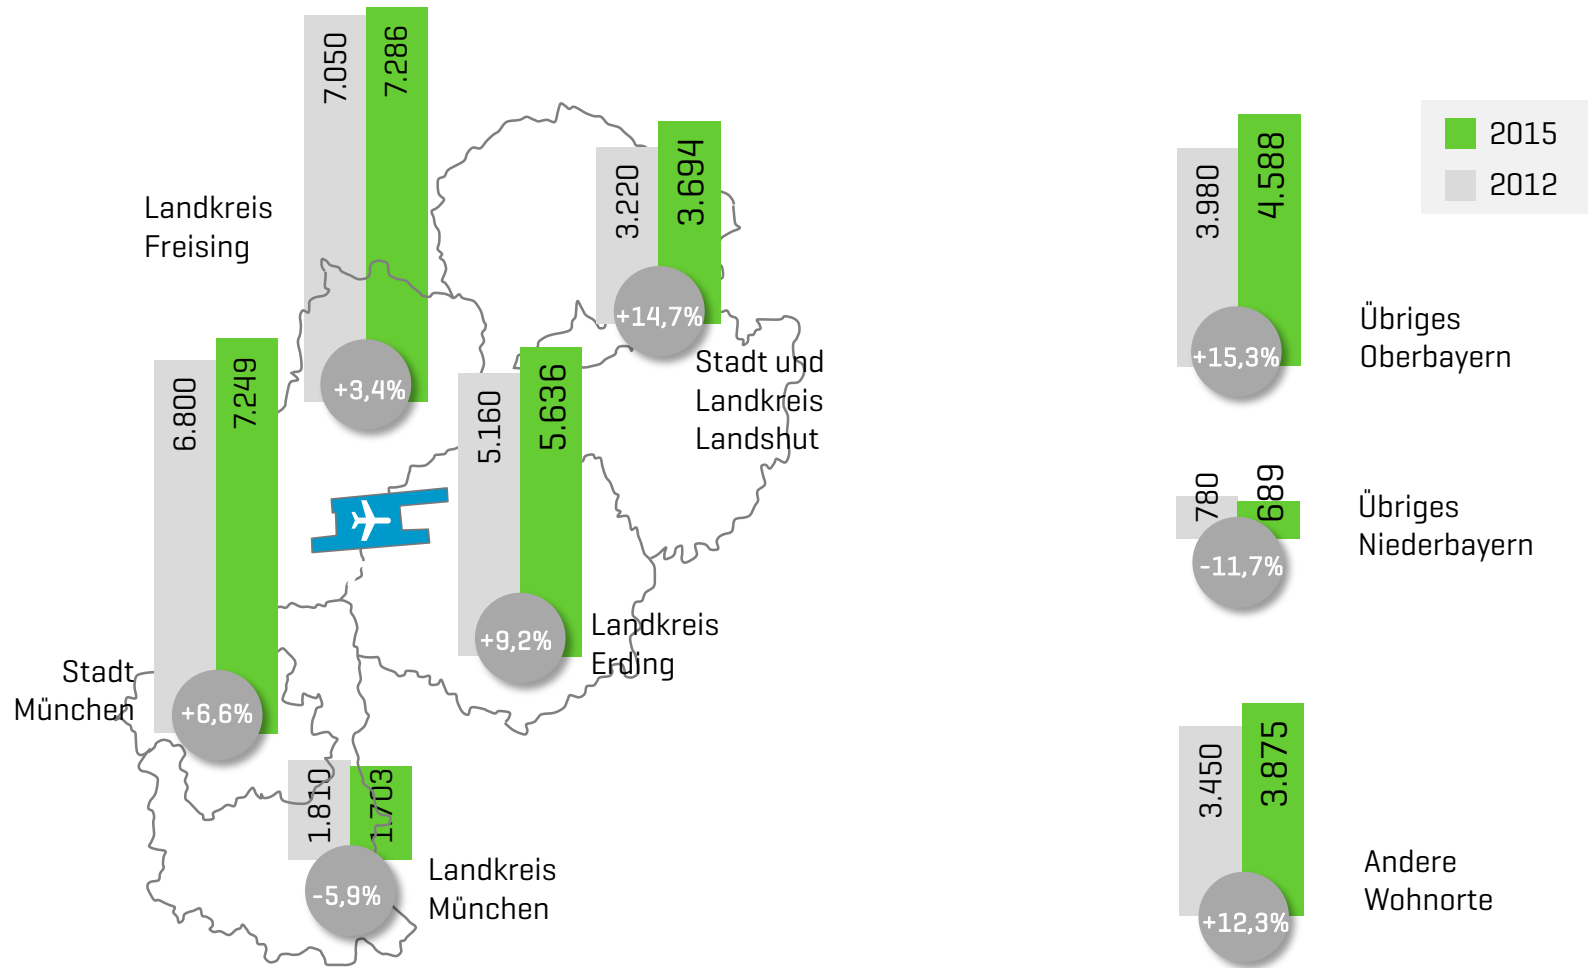 7.050
7.286
Landkreis
Freising
+3,4%
3.220
3.694
+14,7%
Stadt und
Landkreis
Landshut
6.800
7.249
Stadt
München
+6,6%
5.160
5.636
+9,2%
Landkreis
Erding
1.810
1.703
-5,9%
Landkreis
München
2015
2012
3.980
4.588
+15,3%
Übriges
Oberbayern
780
689
-11,7%
Übriges
Niederbayern
3.450
3.875
+12,3%
Andere
Wohnorte